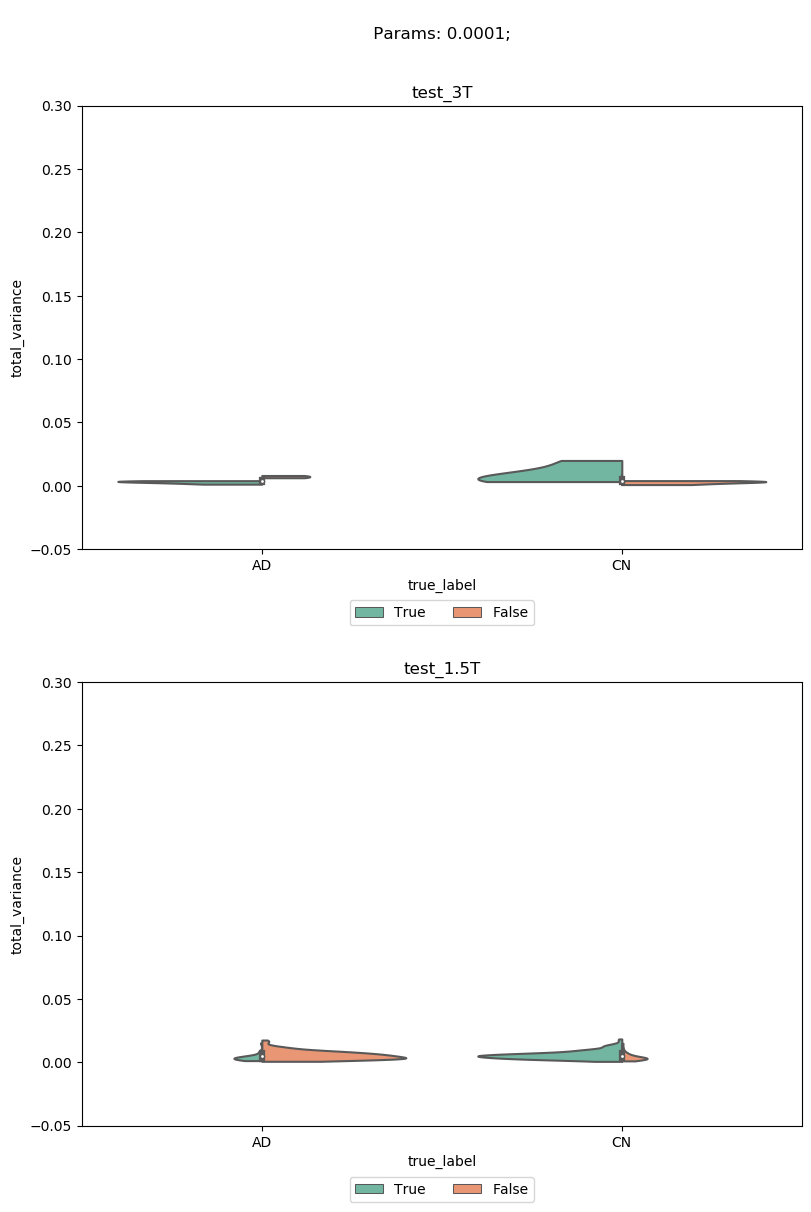 Params: 0.0001;
test_3T
0.30
0.25
0.20
0.15
0.10
0.05
0.00
−0.05
total_variance
AD CN
true_label
True False
test_1.5T
0.30
0.25
0.20
0.15
0.10
0.05
0.00
−0.05
total_variance
AD CN
true_label
True False